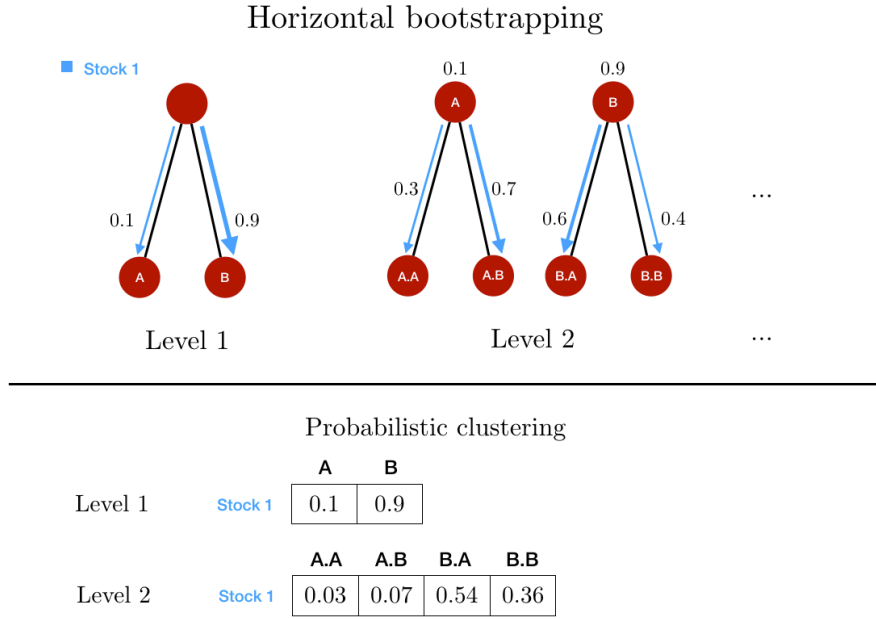 Horizontal bootstrapping
Stock 1
0.1 0.9
A B
0.3 0.7
0.1 0.9 0.6 0.4
...
A B A.A A.B B.A B.B
Level 1 Level 2 ...
Probabilistic clustering
A B
Level 1 Stock 1 0.1 0.9
A.A A.B B.A B.B
Level 2 Stock 1 0.03 0.07 0.54 0.36